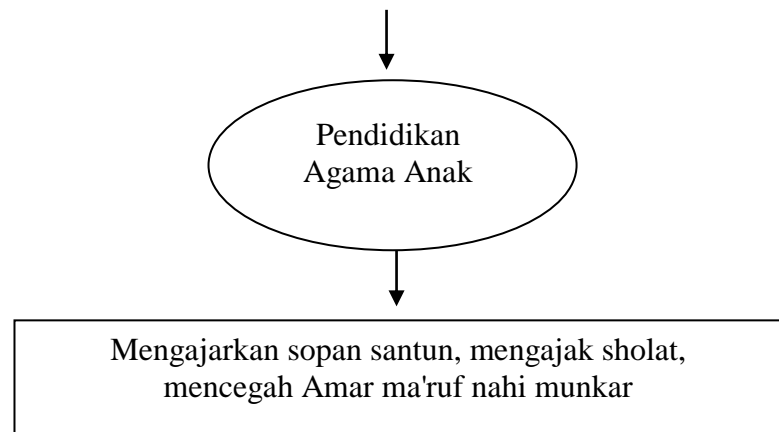 Pendidikan
Agama Anak
Mengajarkan sopan santun, mengajak sholat,
mencegah Amar ma'ruf nahi munkar